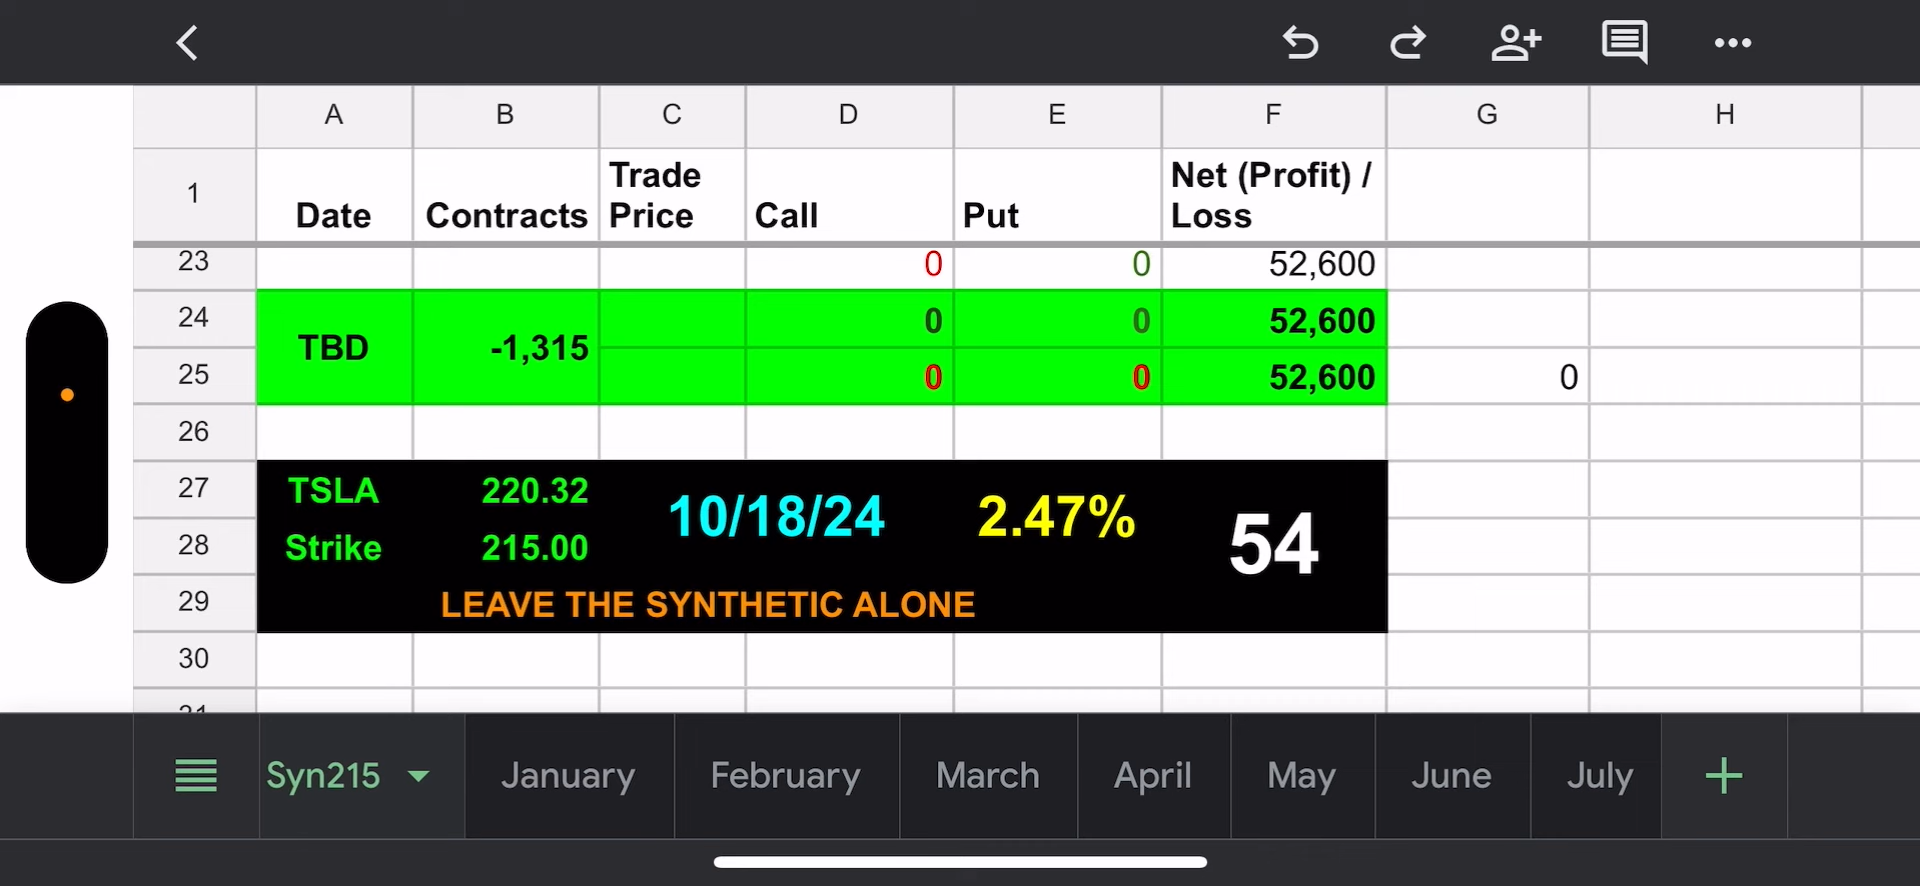 A B C D E F G H
1 Date Contracts Trade Price Call Put Net (Profit) / Loss
23 0 0 52,600
24 TBD -1,315 0 0 52,600
25 0 0 52,600 0
26
27 TSLA 220.32 10/18/24 2.47% 54
28 Strike 215.00
29 LEAVE THE SYNTHETIC ALONE
30
31
Syn215 January February March April May June July